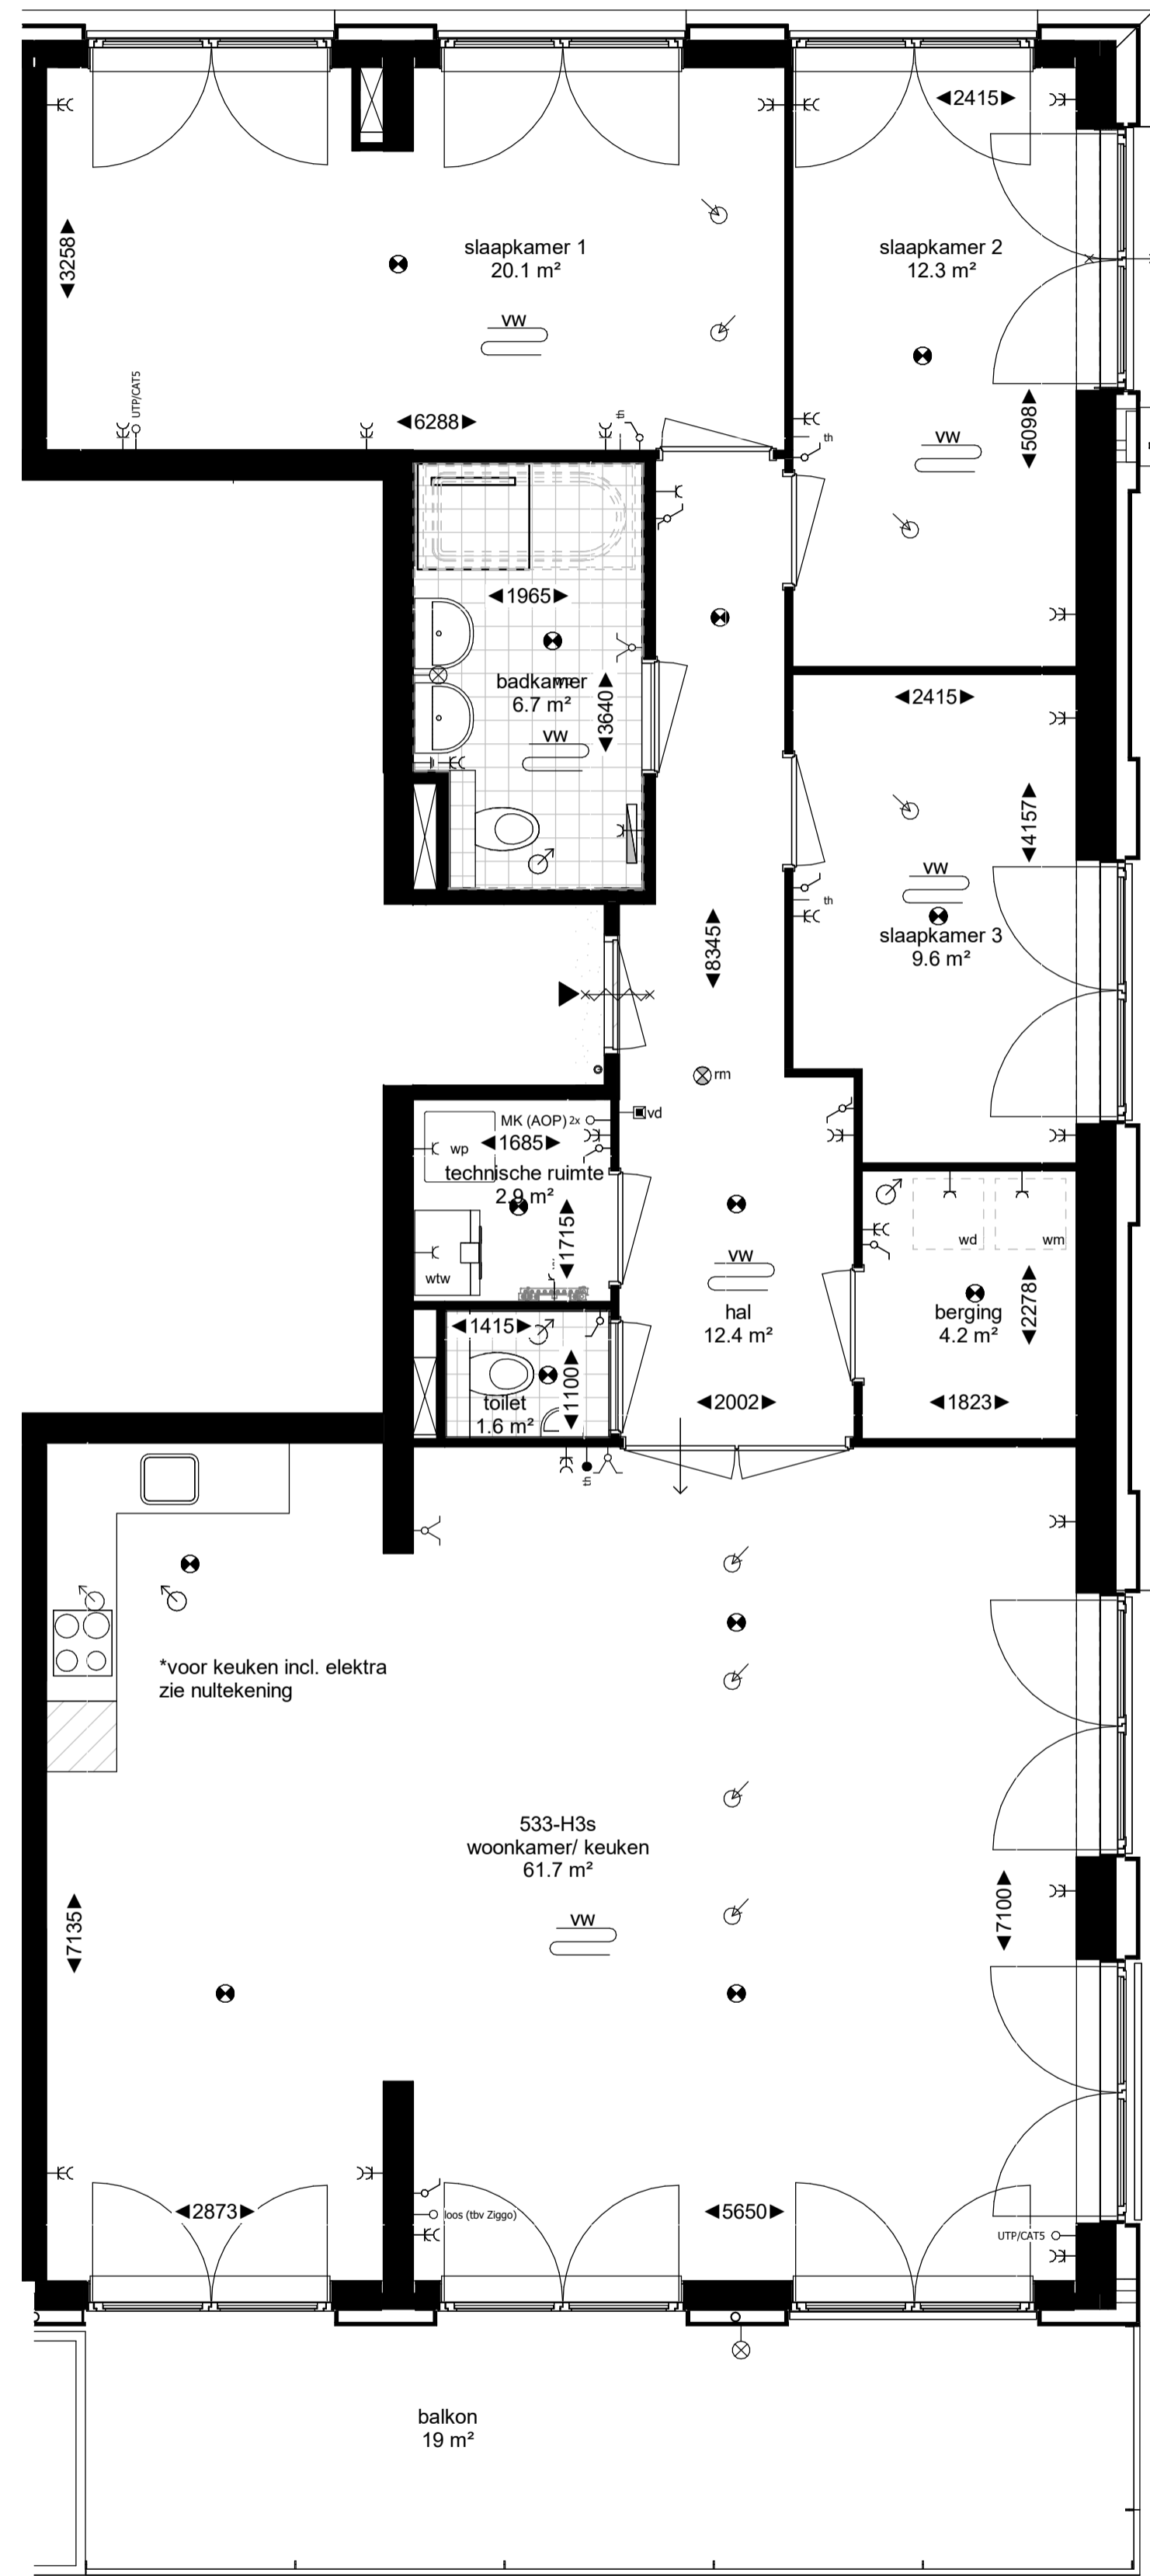 2415
slaapkamer 1
20.1 m²
slaapkamer 2
12.3 m²
3258
vw
UTP/CAT5
6288
th
5098
th
vw
1965
badkamer
6.7 m²
3640
vw
2415
4157
vw
th
slaapkamer 3
9.6 m²
8345
rm
vd
MK (AOP) 2x
wp
1685
technische ruimte
2.9 m²
1715
wtw
vw
hal
12.4 m²
wd
wm
berging
4.2 m²
2278
1415
1100
toilet
1.6 m²
2002
1823
th
*voor keuken incl. elektra
zie nultekening
533-H3s
woonkamer/ keuken
61.7 m²
7135
7100
vw
2873
loos (tbv Ziggo)
5650
UTP/CAT5
balkon
19 m²